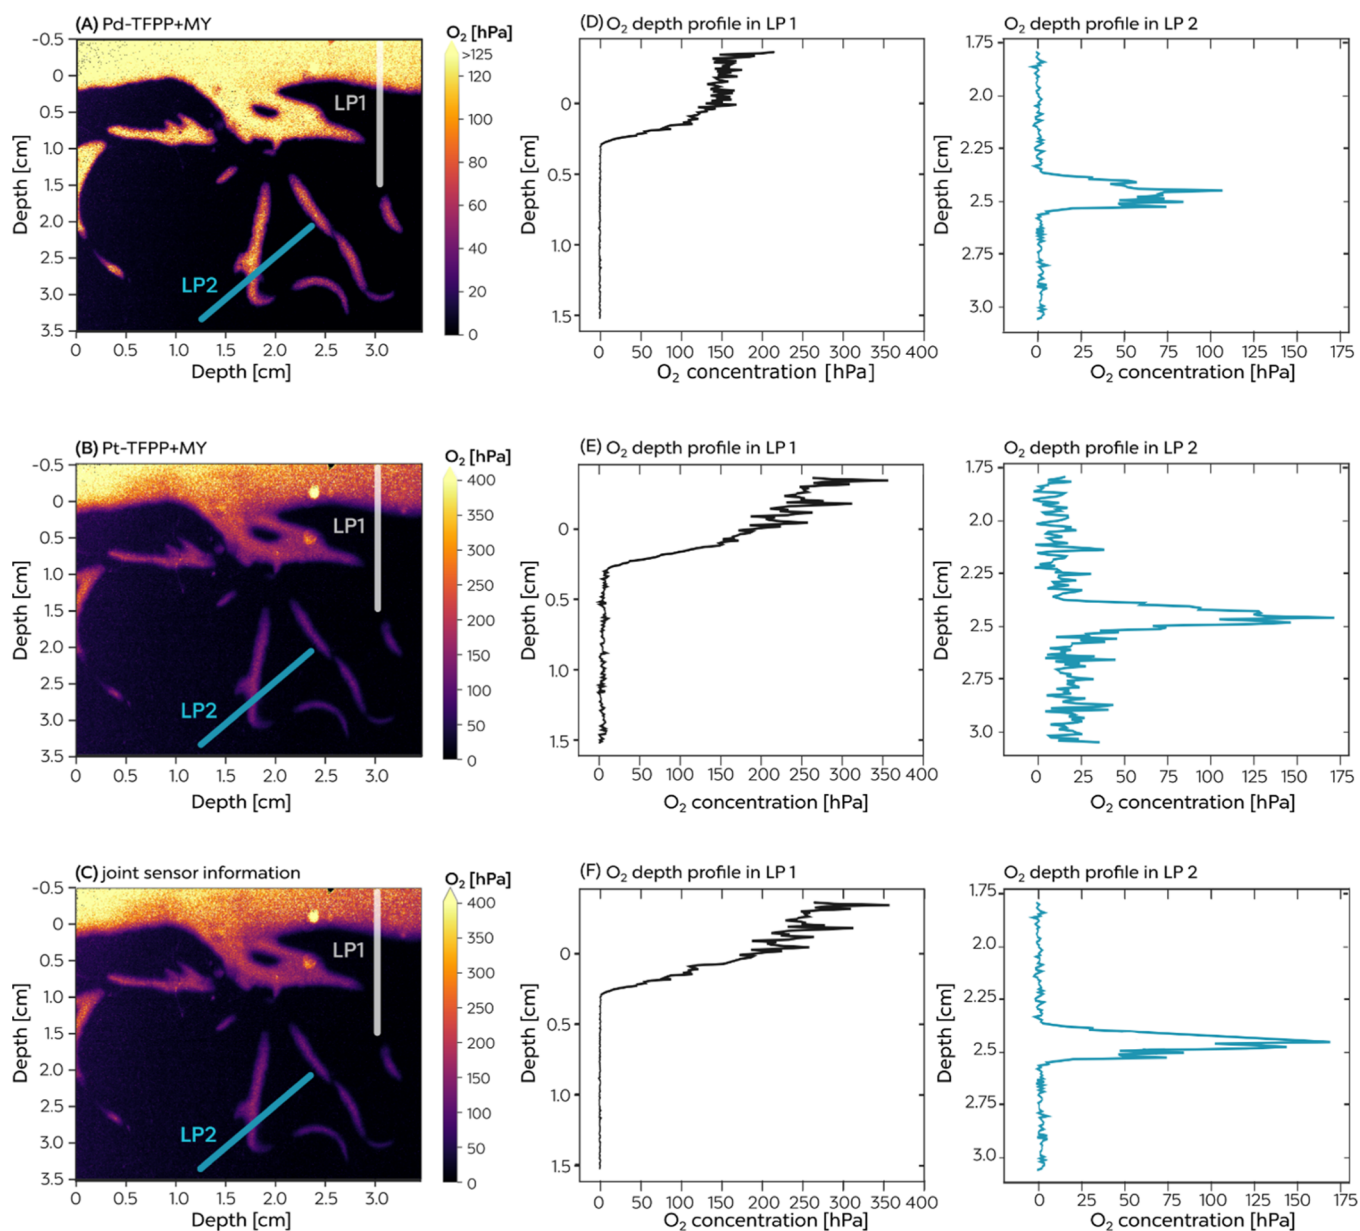 (A) Pd-TFPP+MY
O₂ [hPa]
-0.5
0
0.5
1.0
1.5
2.0
2.5
3.0
3.5
Depth [cm]
0 0.5 1.0 1.5 2.0 2.5 3.0
Depth [cm]
LP1
LP2
>125
120
100
80
60
40
20
0
(D) O₂ depth profile in LP 1
0
0.5
1.0
1.5
Depth [cm]
0 50 100 150 200 250 300 350 400
O₂ concentration [hPa]
O₂ depth profile in LP 2
1.75
2.0
2.25
2.5
2.75
3.0
Depth [cm]
0 25 50 75 100 125 150 175
O₂ concentration [hPa]
(B) Pt-TFPP+MY
O₂ [hPa]
-0.5
0
0.5
1.0
1.5
2.0
2.5
3.0
3.5
Depth [cm]
0 0.5 1.0 1.5 2.0 2.5 3.0
Depth [cm]
LP1
LP2
400
350
300
250
200
150
100
50
0
(E) O₂ depth profile in LP 1
0
0.5
1.0
1.5
Depth [cm]
0 50 100 150 200 250 300 350 400
O₂ concentration [hPa]
O₂ depth profile in LP 2
1.75
2.0
2.25
2.5
2.75
3.0
Depth [cm]
0 25 50 75 100 125 150 175
O₂ concentration [hPa]
(C) joint sensor information
O₂ [hPa]
-0.5
0
0.5
1.0
1.5
2.0
2.5
3.0
3.5
Depth [cm]
0 0.5 1.0 1.5 2.0 2.5 3.0
Depth [cm]
LP1
LP2
400
350
300
250
200
150
100
50
0
(F) O₂ depth profile in LP 1
0
0.5
1.0
1.5
Depth [cm]
0 50 100 150 200 250 300 350 400
O₂ concentration [hPa]
O₂ depth profile in LP 2
1.75
2.0
2.25
2.5
2.75
3.0
Depth [cm]
0 25 50 75 100 125 150 175
O₂ concentration [hPa]